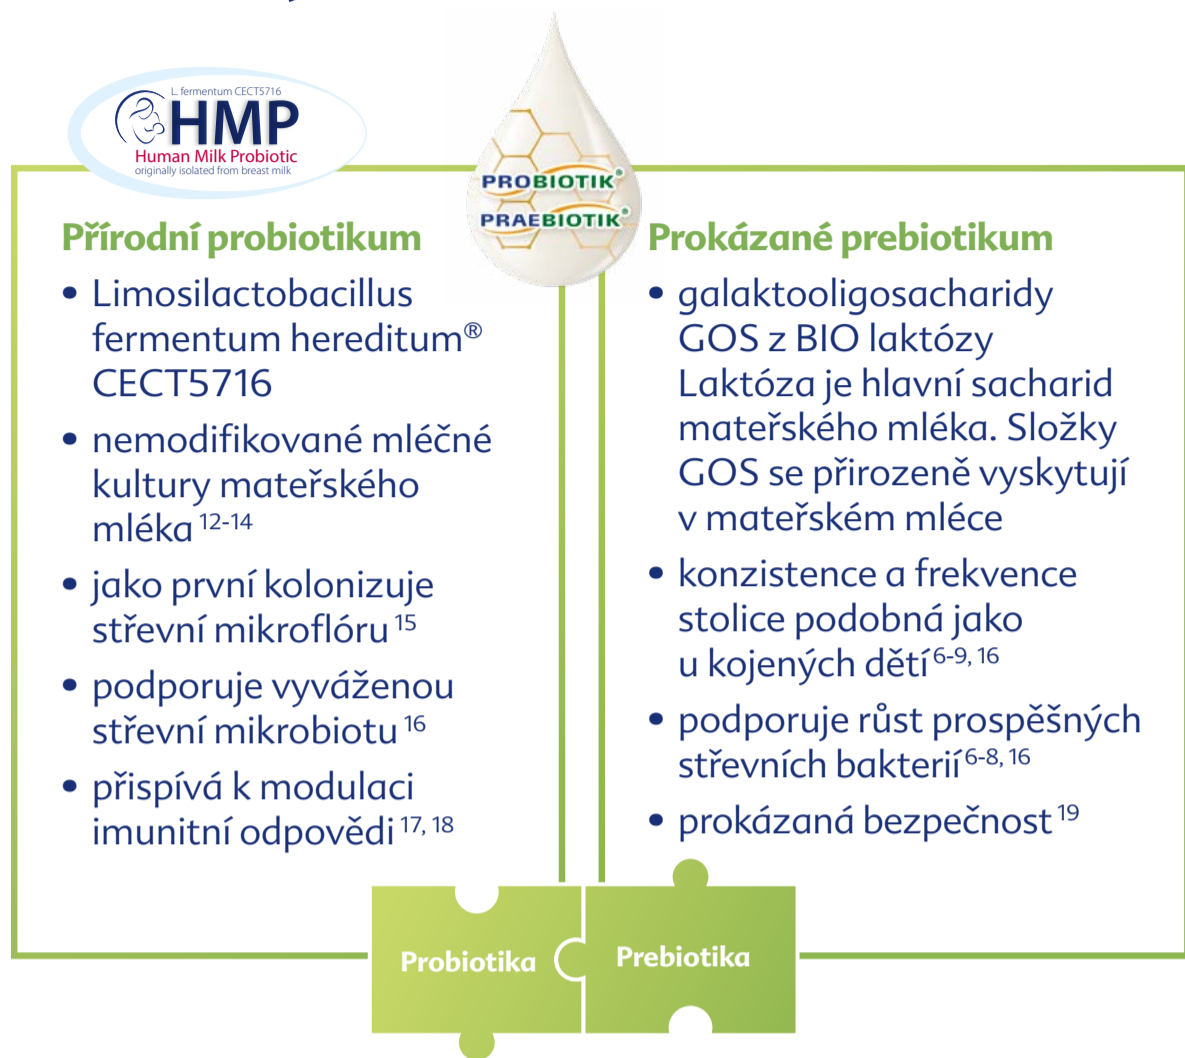 L. fermentum CECT5716
HMP
Human Milk Probiotic
originally isolated from breast milk
PROBIOTIK®
PRAEBIOTIK®
Přírodní probiotikum
• Limosilactobacillus
fermentum hereditum®
CECT5716
• nemodifikované mléčné
kultury mateřského
mléka 12-14
• jako první kolonizuje
střevní mikroflóru 15
• podporuje vyváženou
střevní mikrobiotu 16
• přispívá k modulaci
imunitní odpovědi 17, 18
Prokázané prebiotikum
• galaktooligosacharidy
GOS z BIO laktózy
Laktóza je hlavní sacharid
mateřského mléka. Složky
GOS se přirozeně vyskytují
v mateřském mléce
• konzistence a frekvence
stolice podobná jako
u kojených dětí 6-9, 16
• podporuje růst prospěšných
střevních bakterií 6-8, 16
• prokázaná bezpečnost 19
Probiotika
Prebiotika